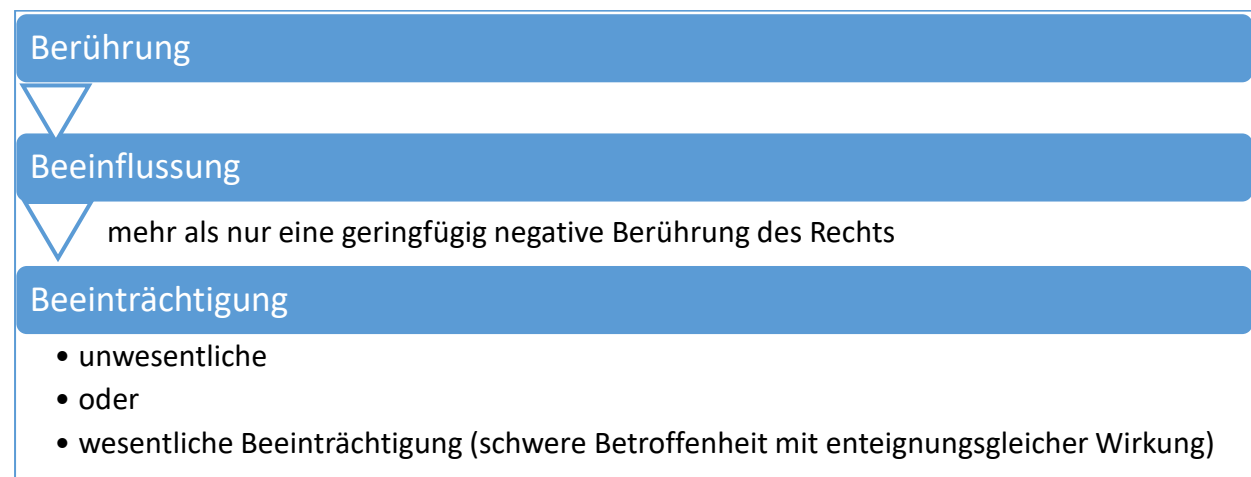 Berührung
Beeinflussung
mehr als nur eine geringfügig negative Berührung des Rechts
Beeinträchtigung
• unwesentliche
• oder
• wesentliche Beeinträchtigung (schwere Betroffenheit mit enteignungsgleicher Wirkung)